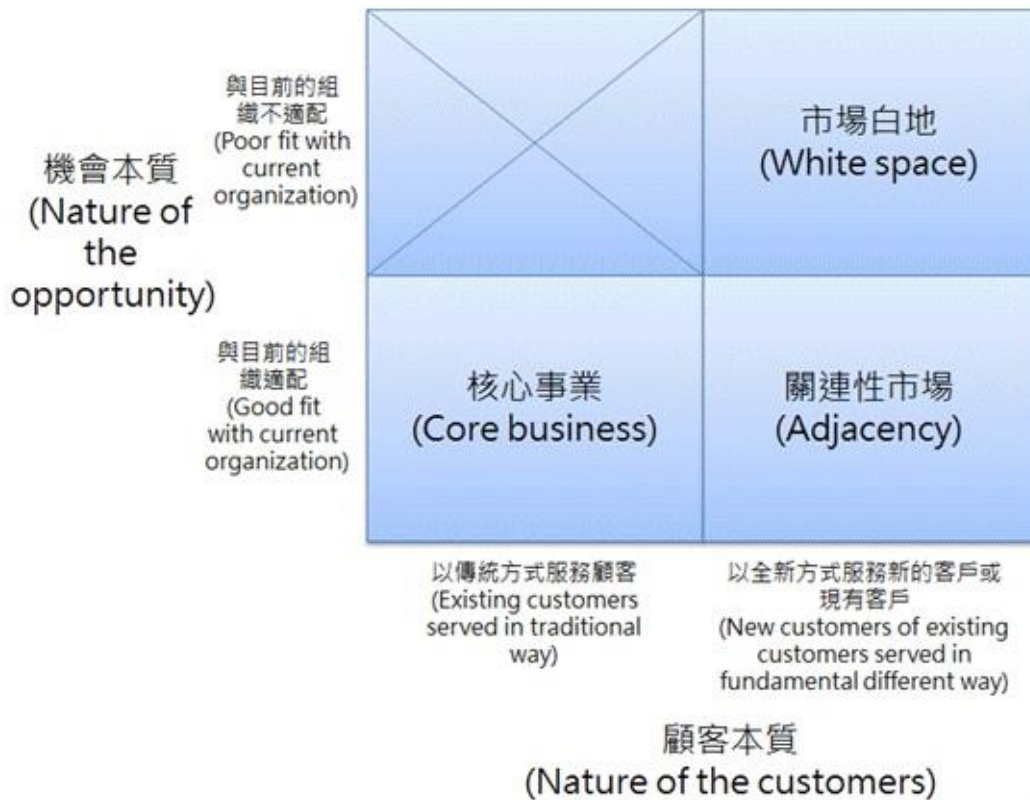 與目前的組
織不適配
(Poor fit with
current
organization)
機會本質
(Nature of
the
opportunity)
市場白地
(White space)
與目前的組
織適配
(Good fit
with current
organization)
核心事業
(Core business)
關連性市場
(Adjacency)
以傳統方式服務顧客
(Existing customers
served in traditional
way)
以全新方式服務新的客戶或
現有客戶
(New customers of existing
customers served in
fundamental different way)
顧客本質
(Nature of the customers)